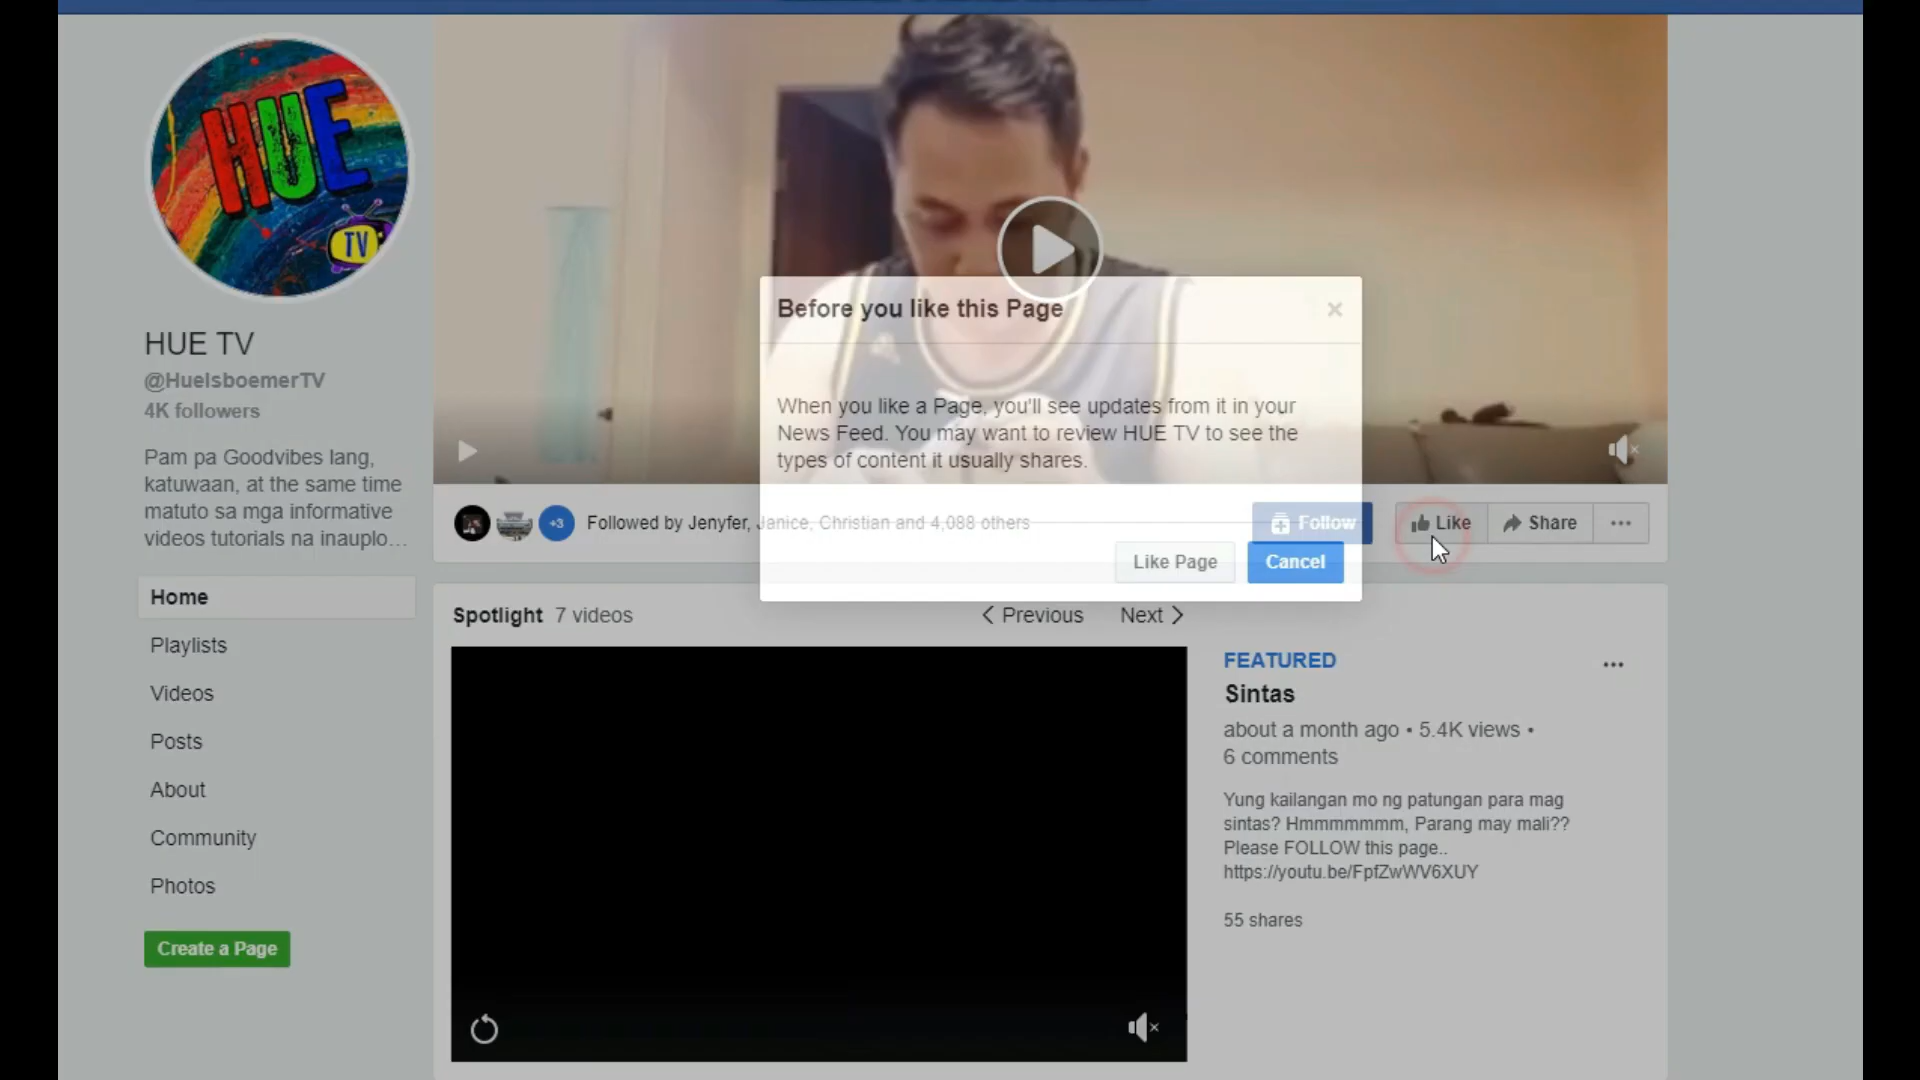 HUE
TV
HUE TV
@HueIsboemerTV
4K followers
Pam pa Goodvibes lang,
katuwaan, at the same time
matuto sa mga informative
videos tutorials na inauplo...
Home
Playlists
Videos
Posts
About
Community
Photos
Create a Page
Before you like this Page
When you like a Page, you'll see updates from it in your
News Feed. You may want to review HUE TV to see the
types of content it usually shares.
+3 Followed by Jenyfer, Janice, Christian and 4,088 others
Follow
Like
Share
Like Page
Cancel
Spotlight 7 videos
Previous
Next
FEATURED
Sintas
about a month ago • 5.4K views •
6 comments
Yung kailangan mo ng patungan para mag
sintas? Hmmmmmmm, Parang may mali??
Please FOLLOW this page..
https://youtu.be/FpfZwWV6XUY
55 shares